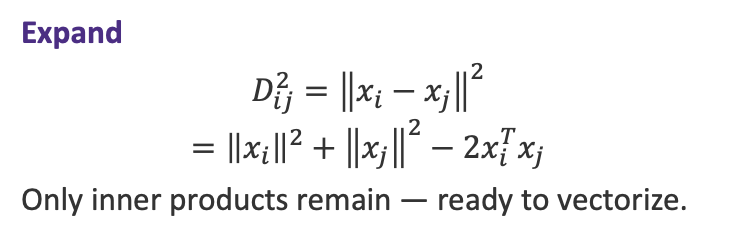 Expand
D²ᵢⱼ = ‖xᵢ − xⱼ‖²
= ‖xᵢ‖² + ‖xⱼ‖² − 2xᵢᵀxⱼ
Only inner products remain — ready to vectorize.